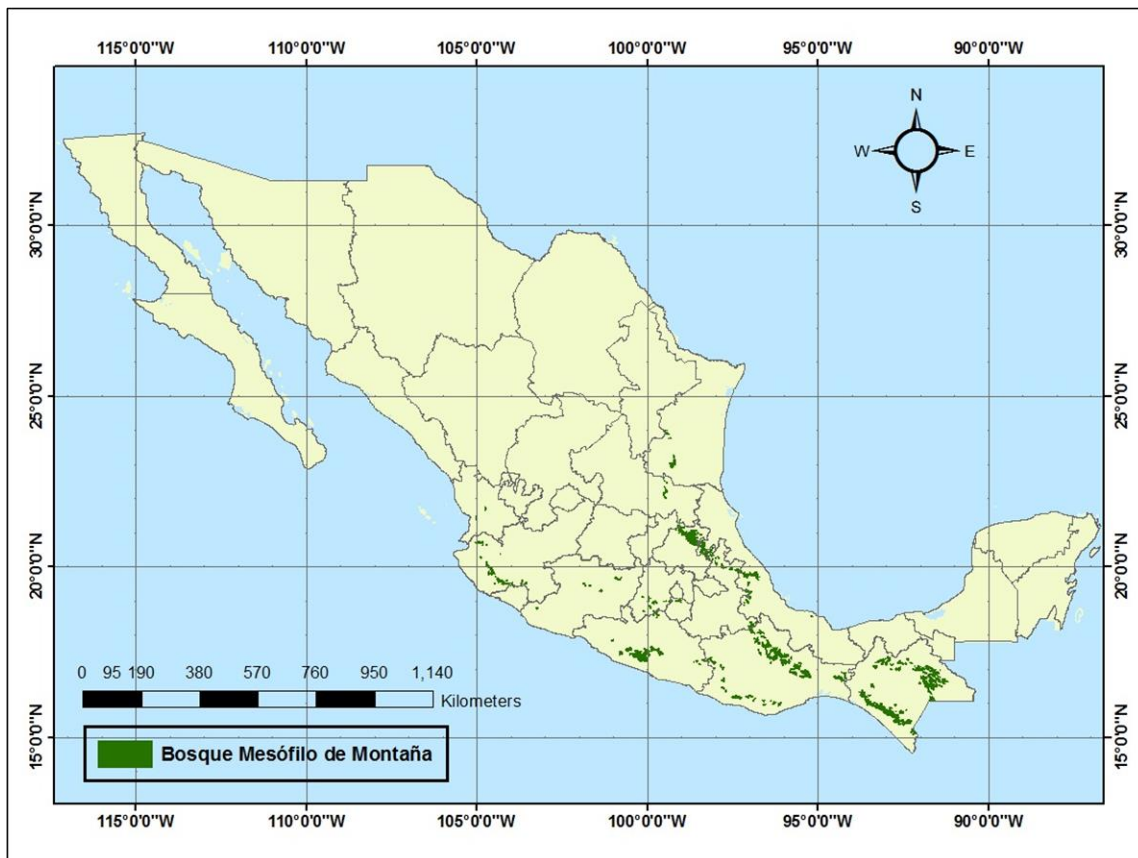 115°0'0"W 110°0'0"W 105°0'0"W 100°0'0"W 95°0'0"W 90°0'0"W
N
W E
S
30°0'0"N 30°0'0"N
25°0'0"N 25°0'0"N
20°0'0"N 20°0'0"N
15°0'0"N 15°0'0"N
0 95 190 380 570 760 950 1,140
Kilometers
Bosque Mesófilo de Montaña
115°0'0"W 110°0'0"W 105°0'0"W 100°0'0"W 95°0'0"W 90°0'0"W